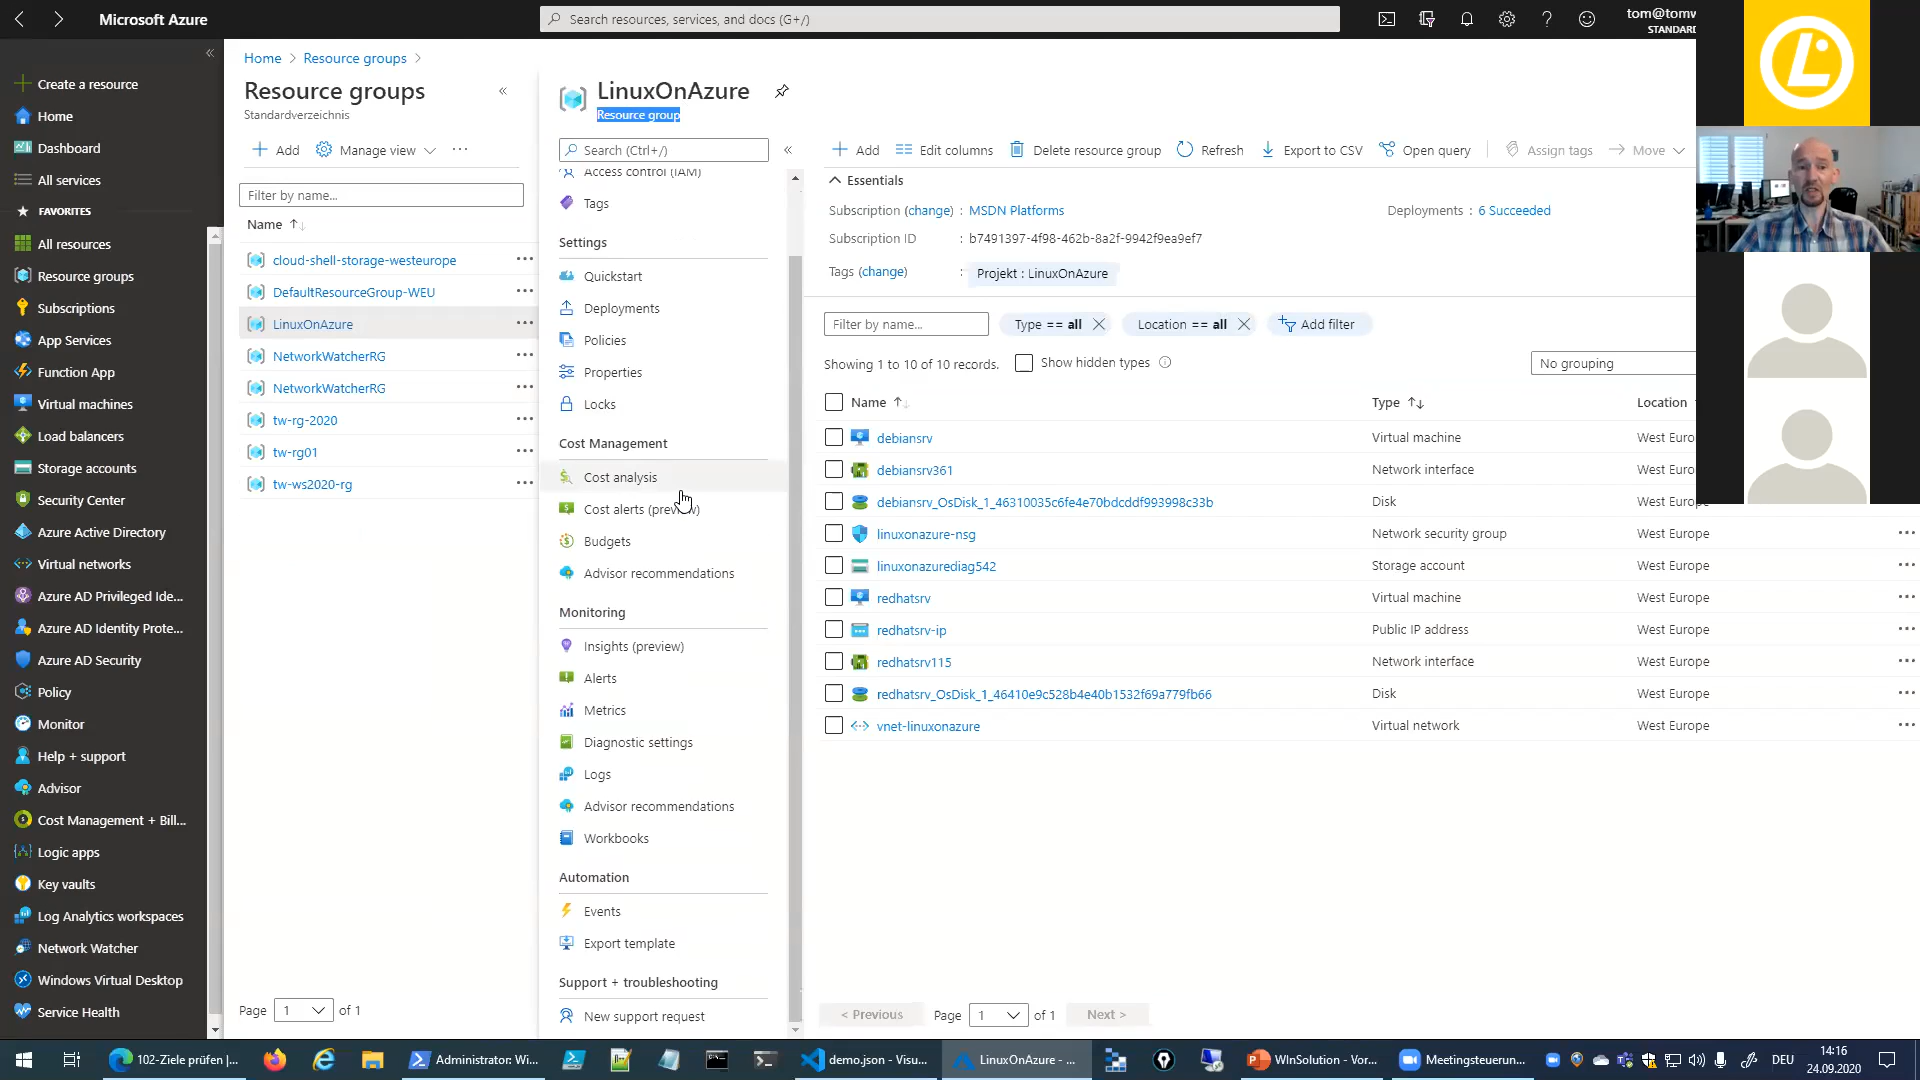 Microsoft Azure
Search resources, services, and docs (G+/)
tom@tomw
STANDARD
Create a resource
Home
Dashboard
All services
FAVORITES
All resources
Resource groups
Subscriptions
App Services
Function App
Virtual machines
Load balancers
Storage accounts
Security Center
Azure Active Directory
Virtual networks
Azure AD Privileged Ide...
Azure AD Identity Prote...
Azure AD Security
Policy
Monitor
Help + support
Advisor
Cost Management + Bill...
Logic apps
Key vaults
Log Analytics workspaces
Network Watcher
Windows Virtual Desktop
Service Health
Home > Resource groups >
Resource groups
Standardverzeichnis
Add Manage view ···
Filter by name...
Name
cloud-shell-storage-westeurope
DefaultResourceGroup-WEU
LinuxOnAzure
NetworkWatcherRG
NetworkWatcherRG
tw-rg-2020
tw-rg01
tw-ws2020-rg
Page 1 of 1
LinuxOnAzure
Resource group
Search (Ctrl+/)
Access control (IAM)
Tags
Settings
Quickstart
Deployments
Policies
Properties
Locks
Cost Management
Cost analysis
Cost alerts (preview)
Budgets
Advisor recommendations
Monitoring
Insights (preview)
Alerts
Metrics
Diagnostic settings
Logs
Advisor recommendations
Workbooks
Automation
Events
Export template
Support + troubleshooting
New support request
Add Edit columns Delete resource group Refresh Export to CSV Open query Assign tags Move
Essentials
Subscription (change) : MSDN Platforms Deployments : 6 Succeeded
Subscription ID : b7491397-4f98-462b-8a2f-9942f9ea9ef7
Tags (change) : Projekt : LinuxOnAzure
Filter by name... Type == all Location == all Add filter
Showing 1 to 10 of 10 records. Show hidden types No grouping
Name Type Location
debiansrv Virtual machine West Euro
debiansrv361 Network interface West Euro
debiansrv_OsDisk_1_46310035c6fe4e70bdcddf993998c33b Disk West Europe
linuxonazure-nsg Network security group West Europe
linuxonazurediag542 Storage account West Europe
redhatsrv Virtual machine West Europe
redhatsrv-ip Public IP address West Europe
redhatsrv115 Network interface West Europe
redhatsrv_OsDisk_1_46410e9c528b4e40b1532f69a779fb66 Disk West Europe
vnet-linuxonazure Virtual network West Europe
< Previous Page 1 of 1 Next >
L
102-Ziele prüfen |... Administrator: Wi... demo.json - Visu... LinuxOnAzure - ... WInSolution - Vor... Meetingsteuerun... DEU 14:16
24.09.2020